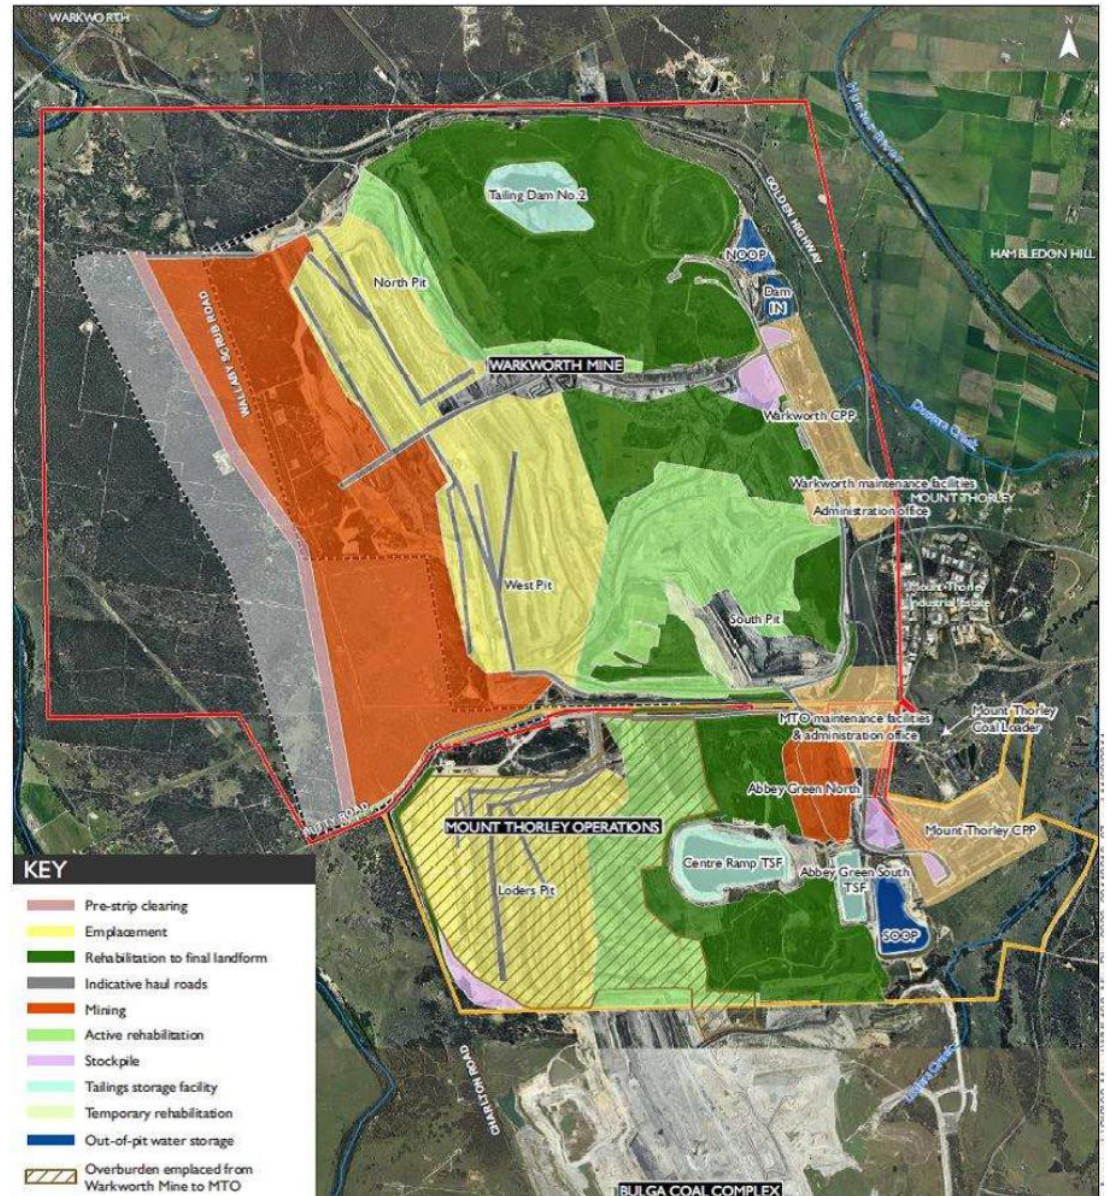 WARKWORTH
N
Hunter River
GOLDEN HIGHWAY
Tailing Dam No.2
NOOP
HAMBLEDON HILL
Dam
IN
North Pit
WALLABY SCRUB ROAD
WARKWORTH MINE
Warkworth CPP
Warkworth maintenance facilities
MOUNT THORLEY
Administration office
West Pit
Mount Thorley
Industrial Estate
South Pit
MTO maintenance facilities
& administration office
Mount Thorley
Coal Loader
Abbey Green North
PUTTY ROAD
MOUNT THORLEY OPERATIONS
Mount Thorley CPP
Centre Ramp TSF
Abbey Green South
TSF
Loders Pit
SOOP
CHARLTON ROAD
BULGA COAL COMPLEX
KEY
Pre-strip clearing
Emplacement
Rehabilitation to final landform
Indicative haul roads
Mining
Active rehabilitation
Stockpile
Tailings storage facility
Temporary rehabilitation
Out-of-pit water storage
Overburden emplaced from
Warkworth Mine to MTO